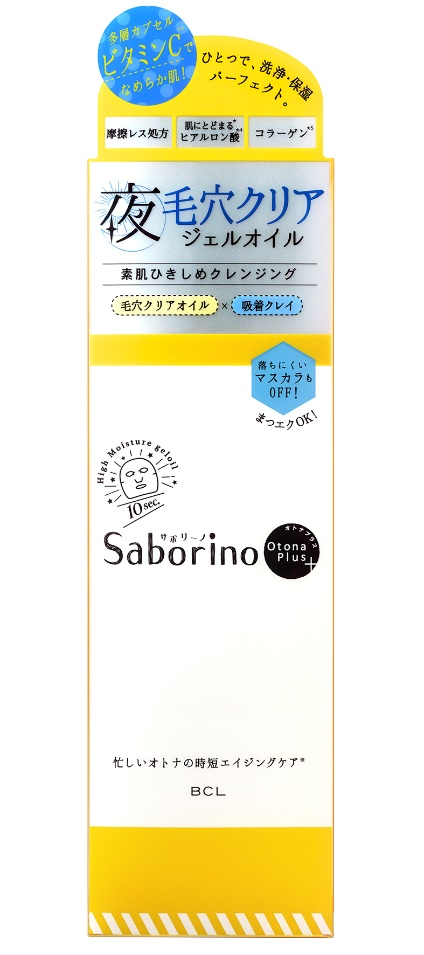 多層カプセル
ビタミンCで
なめらか肌!
ひとつで、洗浄・保湿
パーフェクト。
摩擦レス処方
肌にとどまる*
ヒアルロン酸*4
コラーゲン*5
夜毛穴クリア
ジェルオイル
素肌ひきしめクレンジング
毛穴クリアオイル×吸着クレイ
落ちにくい
マスカラも
OFF!
まつエクOK!
High Moisture geloil
10sec.
サボリーノ
Saborino
オトナプラス
Otona
Plus+
忙しいオトナの時短エイジングケア※
BCL